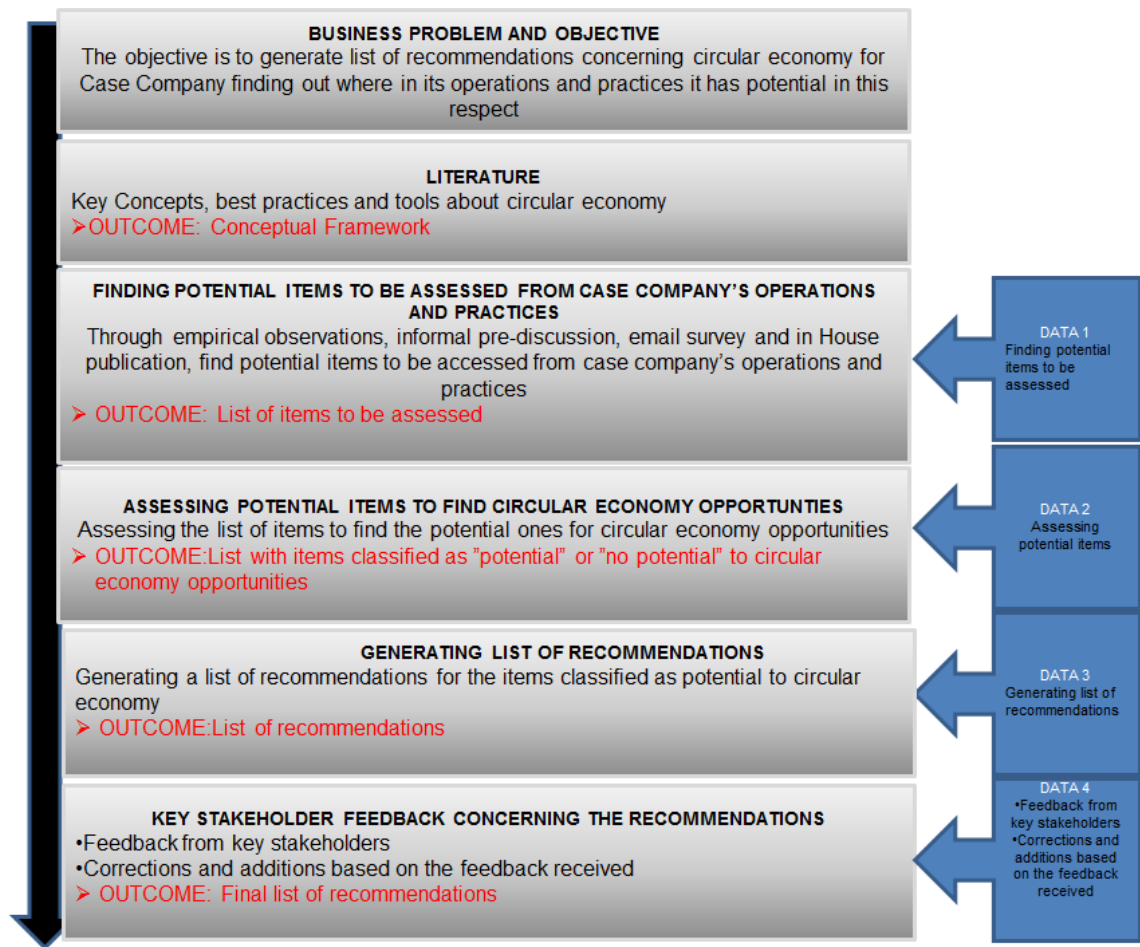 BUSINESS PROBLEM AND OBJECTIVE
The objective is to generate list of recommendations concerning circular economy for
Case Company finding out where in its operations and practices it has potential in this
respect
LITERATURE
Key Concepts, best practices and tools about circular economy
➢OUTCOME: Conceptual Framework
FINDING POTENTIAL ITEMS TO BE ASSESSED FROM CASE COMPANY'S OPERATIONS
AND PRACTICES
Through empirical observations, informal pre-discussion, email survey and in House
publication, find potential items to be accessed from case company's operations and
practices
➢ OUTCOME: List of items to be assessed
DATA 1
Finding potential
items to be
assessed
ASSESSING POTENTIAL ITEMS TO FIND CIRCULAR ECONOMY OPPORTUNTIES
Assessing the list of items to find the potential ones for circular economy opportunities
➢ OUTCOME:List with items classified as ”potential” or ”no potential” to circular
economy opportunities
DATA 2
Assessing
potential items
GENERATING LIST OF RECOMMENDATIONS
Generating a list of recommendations for the items classified as potential to circular
economy
➢ OUTCOME:List of recommendations
DATA 3
Generating list of
recommendations
KEY STAKEHOLDER FEEDBACK CONCERNING THE RECOMMENDATIONS
•Feedback from key stakeholders
•Corrections and additions based on the feedback received
➢ OUTCOME: Final list of recommendations
DATA 4
•Feedback from
key stakeholders
•Corrections and
additions based
on the feedback
received